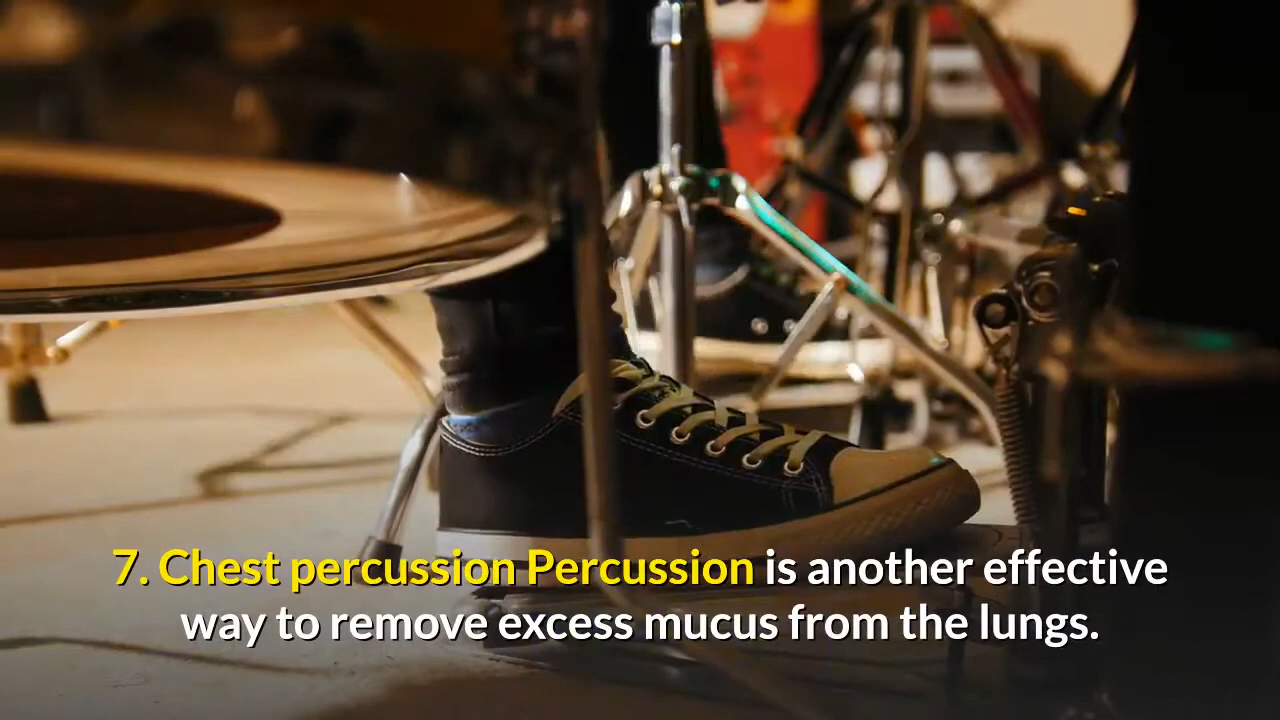 7. Chest percussion Percussion is another effective
way to remove excess mucus from the lungs.